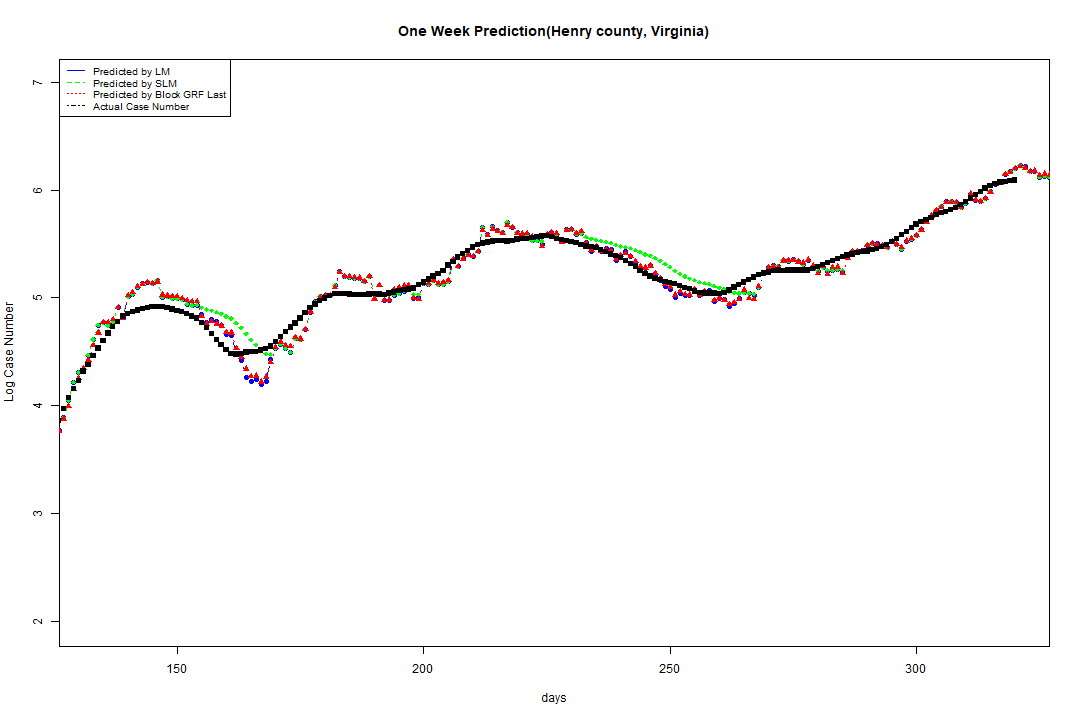 One Week Prediction(Henry county, Virginia)
Predicted by LM
Predicted by SLM
Predicted by Block GRF Last
Actual Case Number
7
6
5
4
3
2
Log Case Number
150 200 250 300
days